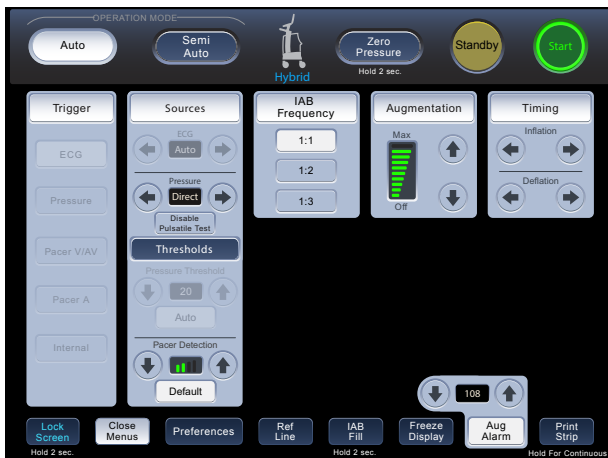 OPERATION MODE
Auto
Semi
Auto
Hybrid
Zero
Pressure
Hold 2 sec.
Standby
Start
Trigger
ECG
Pressure
Pacer V/AV
Pacer A
Internal
Sources
ECG
Auto
Pressure
Direct
Disable
Pulsatile Test
Thresholds
Pressure Threshold
20
Auto
Pacer Detection
Default
IAB
Frequency
1:1
1:2
1:3
Augmentation
Max
Off
Timing
Inflation
Deflation
108
Lock
Screen
Hold 2 sec.
Close
Menus
Preferences
Ref
Line
IAB
Fill
Hold 2 sec.
Freeze
Display
Aug
Alarm
Print
Strip
Hold For Continuous